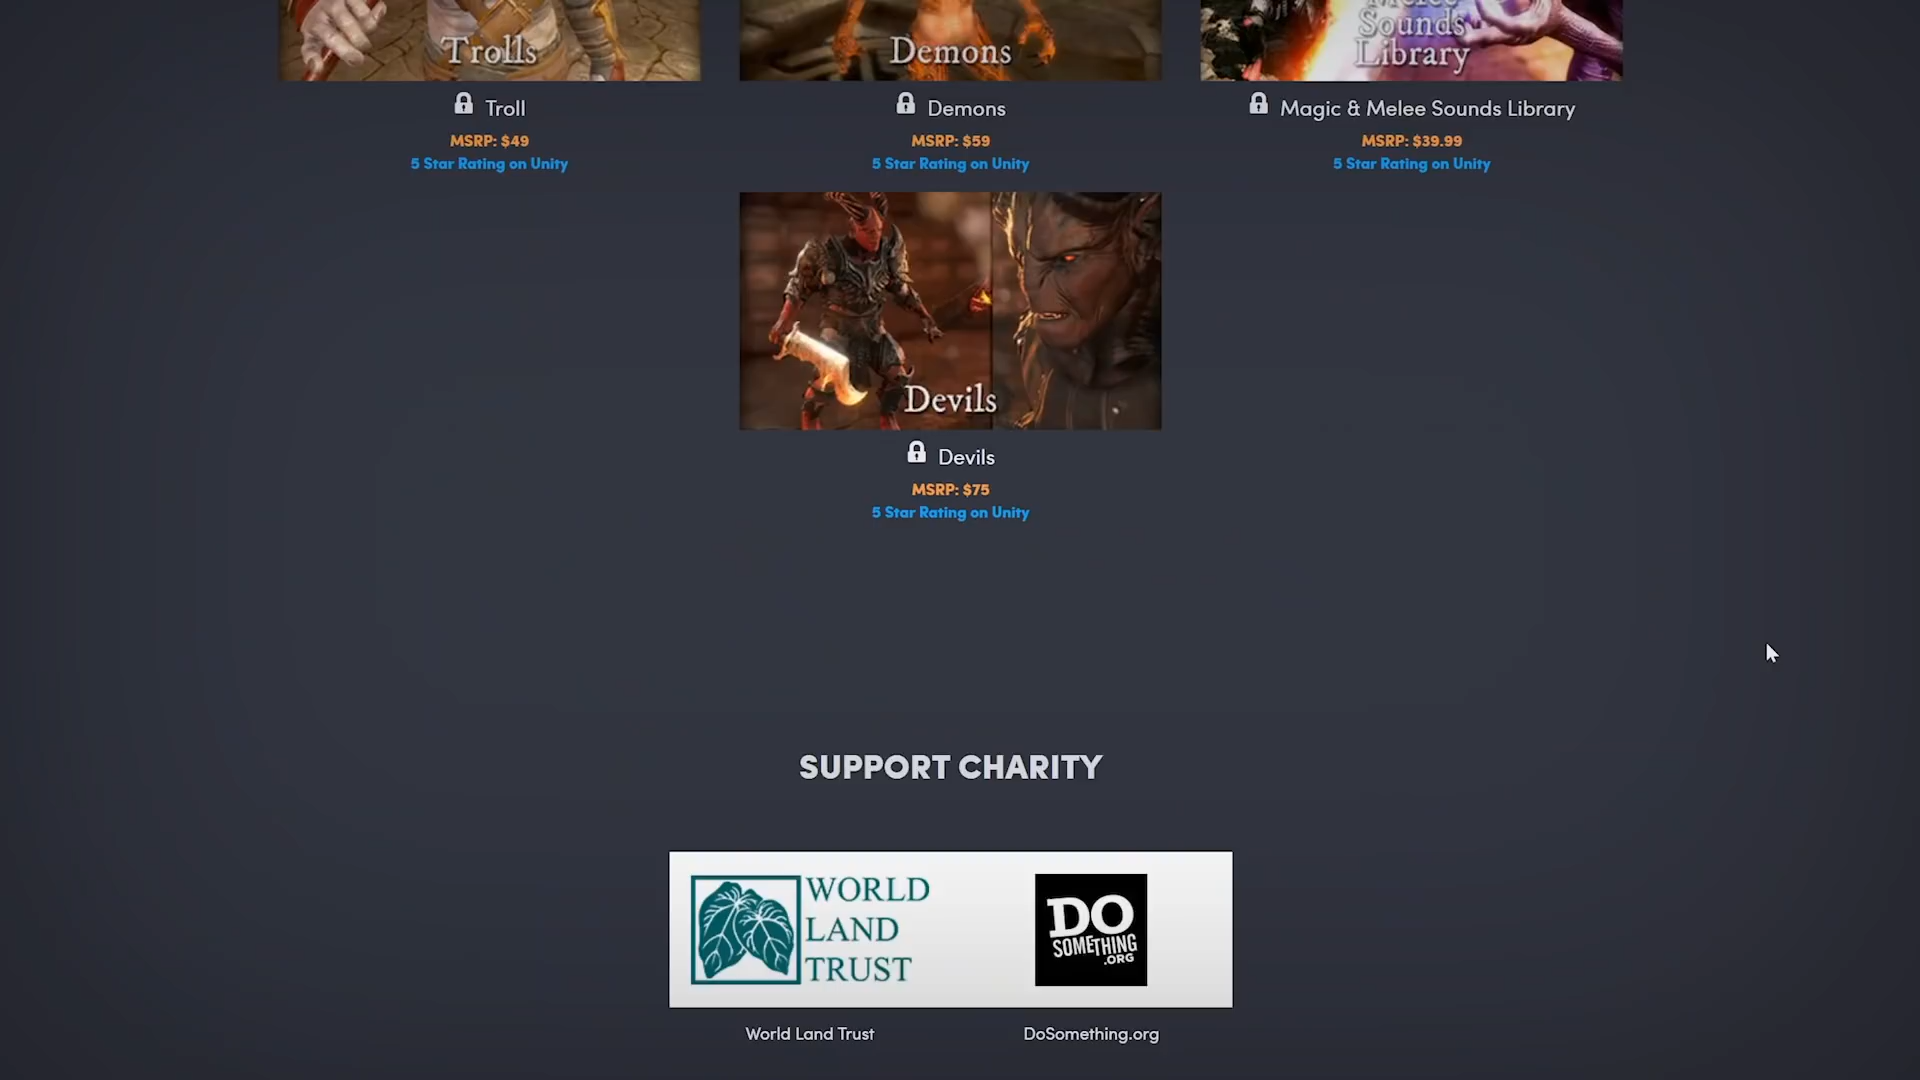 Trolls
Demons
Melee
Sounds
Library
Troll
Demons
Magic & Melee Sounds Library
MSRP: $49
MSRP: $59
MSRP: $39.99
5 Star Rating on Unity
5 Star Rating on Unity
5 Star Rating on Unity
Devils
Devils
MSRP: $75
5 Star Rating on Unity
SUPPORT CHARITY
WORLD
LAND
TRUST
DO
SOMETHING
.ORG
World Land Trust
DoSomething.org